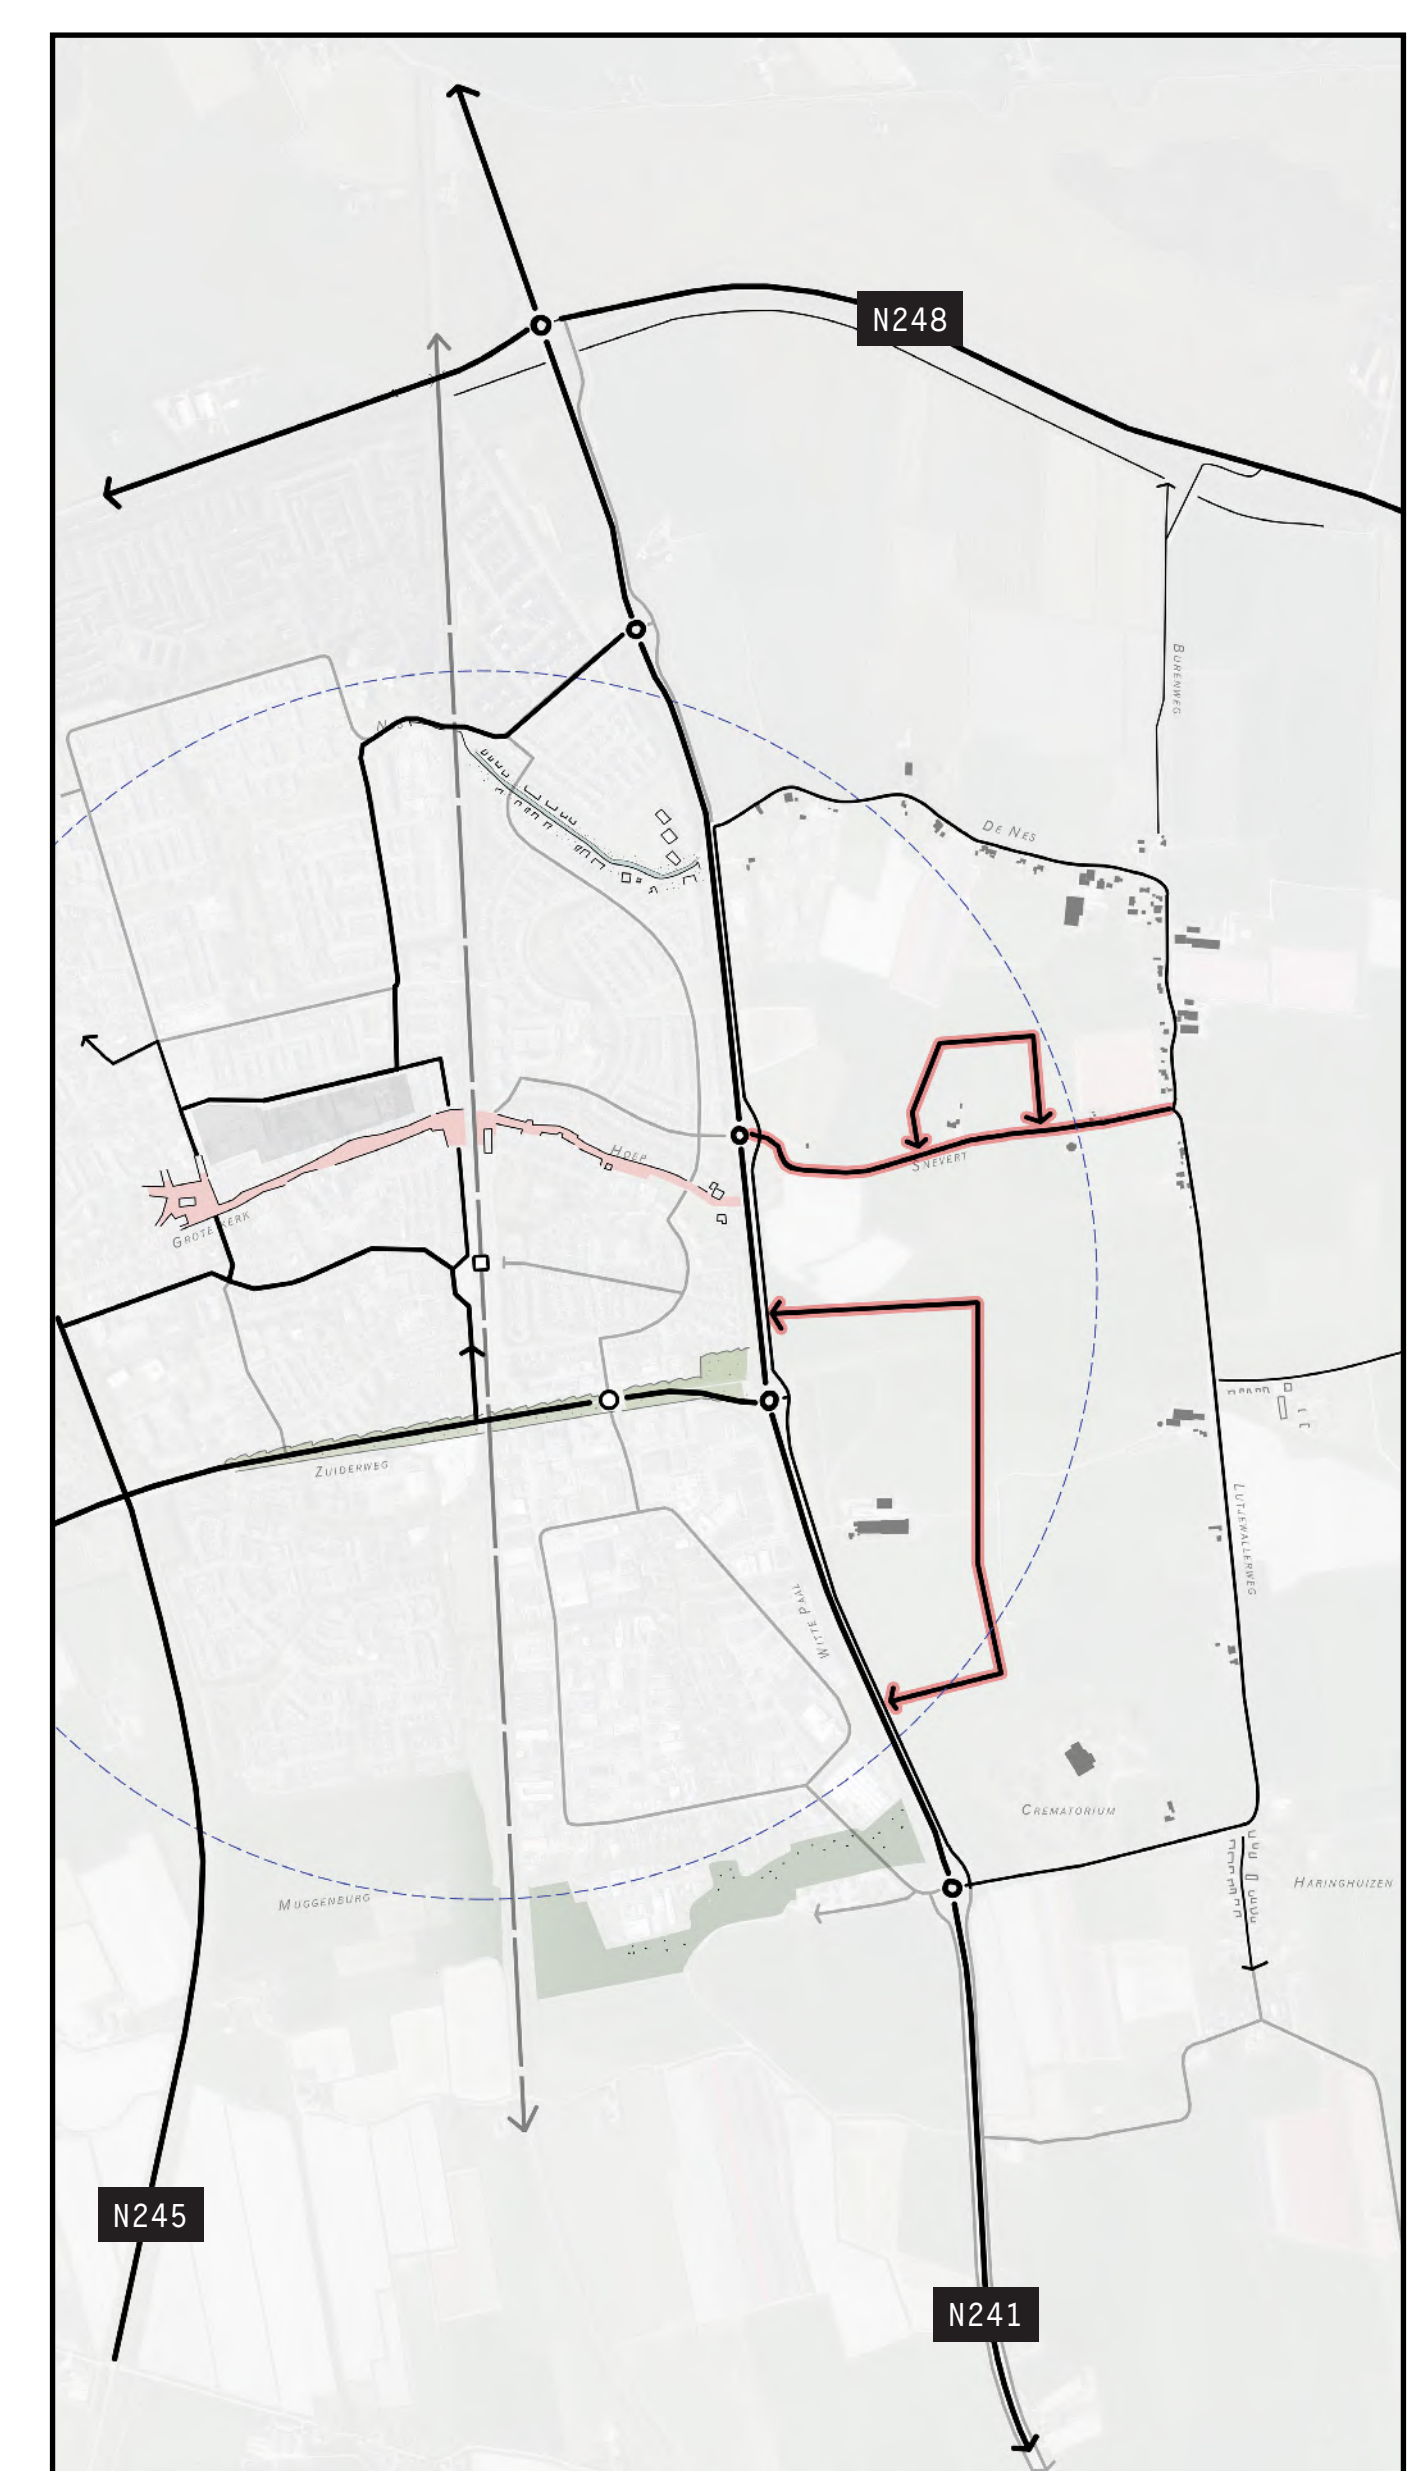 N248
BURENWEG
DE NES
HOEP
SNEVERT
GROTE KERK
ZUIDERWEG
LUTJEWALLERWEG
WITTE PAAL
CREMATORIUM
HARINGHUIZEN
MUGGENBURG
N245
N241